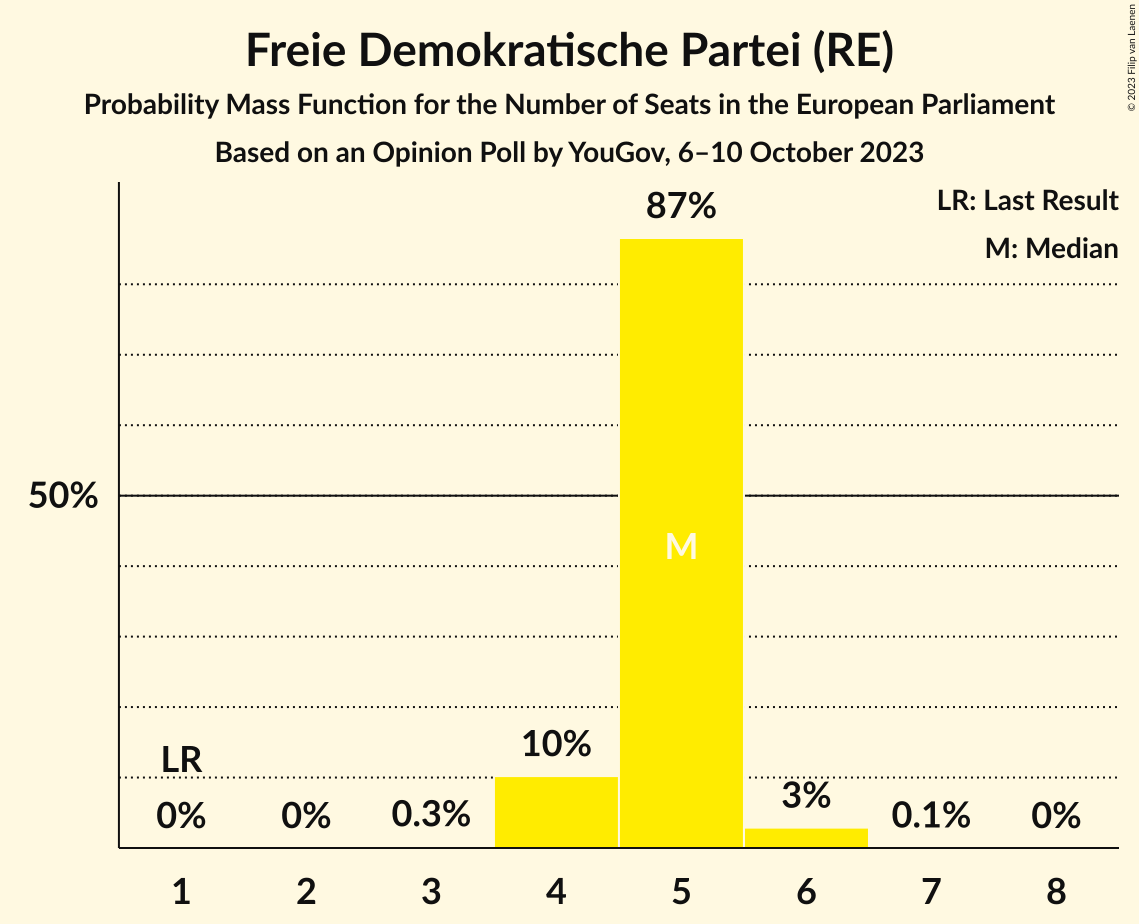 Freie Demokratische Partei (RE)
Probability Mass Function for the Number of Seats in the European Parliament
Based on an Opinion Poll by YouGov, 6–10 October 2023
© 2023 Filip van Laenen
LR: Last Result
M: Median
87%
50%
M
LR
10%
0%
0%
0.3%
3%
0.1%
0%
1 2 3 4 5 6 7 8